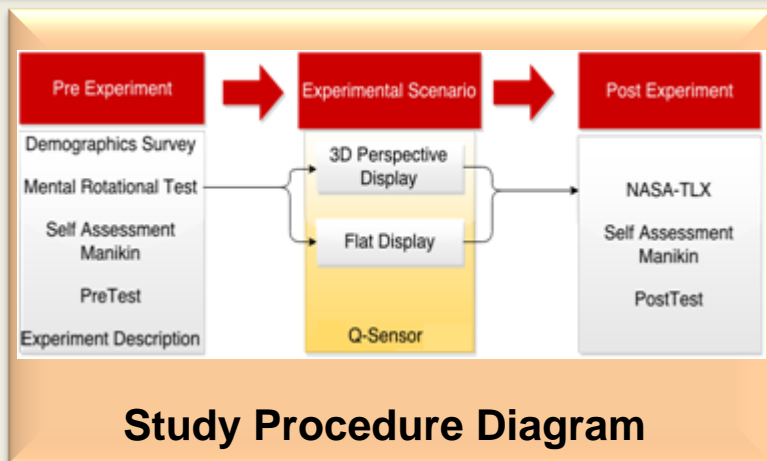 Pre Experiment
Experimental Scenario
Post Experiment
Demographics Survey
Mental Rotational Test
Self Assessment
Manikin
PreTest
Experiment Description
3D Perspective
Display
Flat Display
Q-Sensor
NASA-TLX
Self Assessment
Manikin
PostTest
Study Procedure Diagram